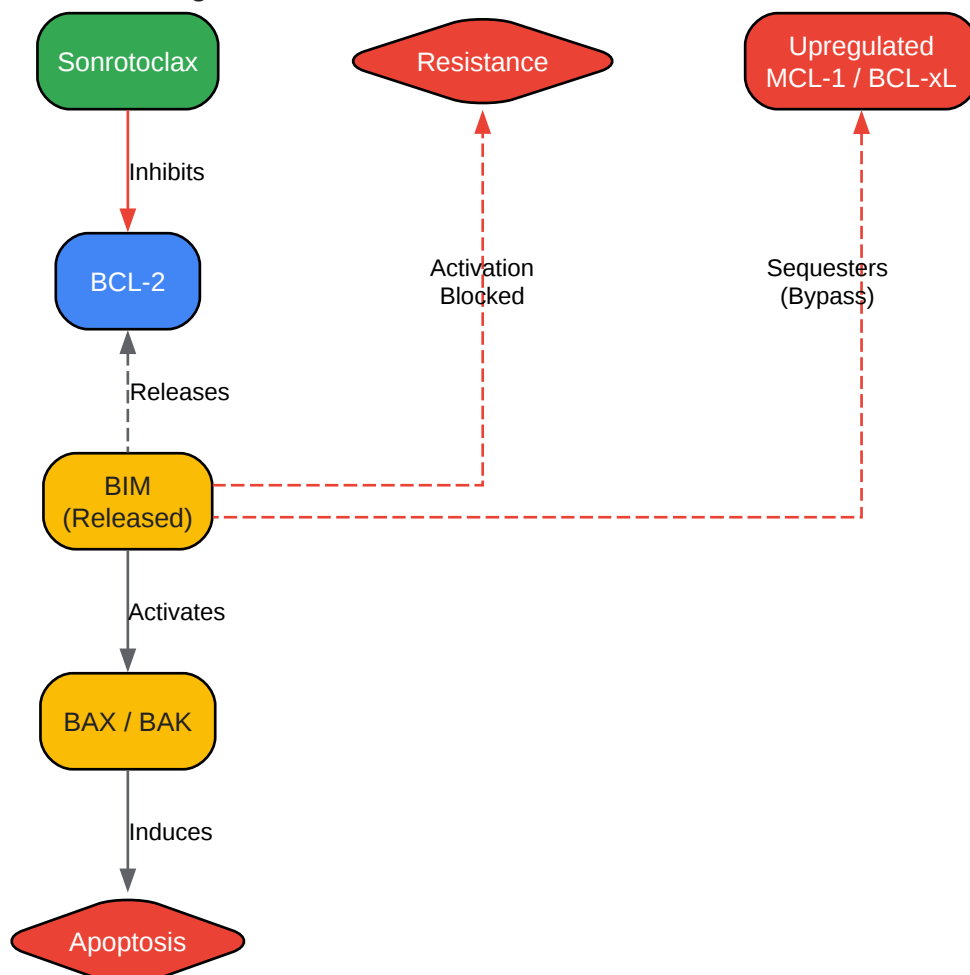 Sonrotoclax
Resistance
Upregulated
MCL-1 / BCL-xL
Inhibits
BCL-2
Activation
Blocked
Sequesters
(Bypass)
Releases
BIM
(Released)
Activates
BAX / BAK
Induces
Apoptosis